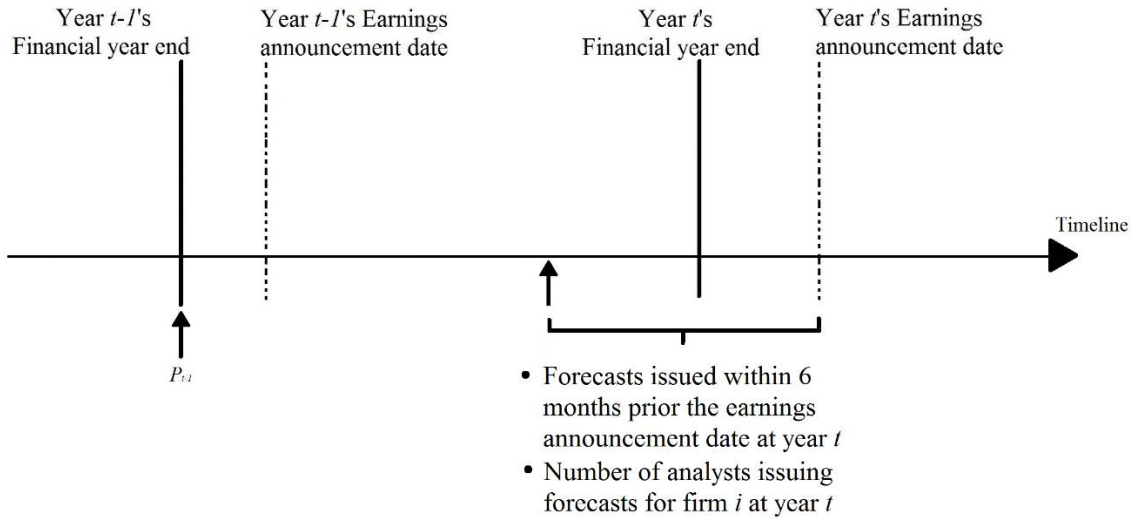 Year t-1's
Financial year end
Year t-1's Earnings
announcement date
Year t's
Financial year end
Year t's Earnings
announcement date
Timeline
Pt-1
• Forecasts issued within 6
months prior the earnings
announcement date at year t
• Number of analysts issuing
forecasts for firm i at year t